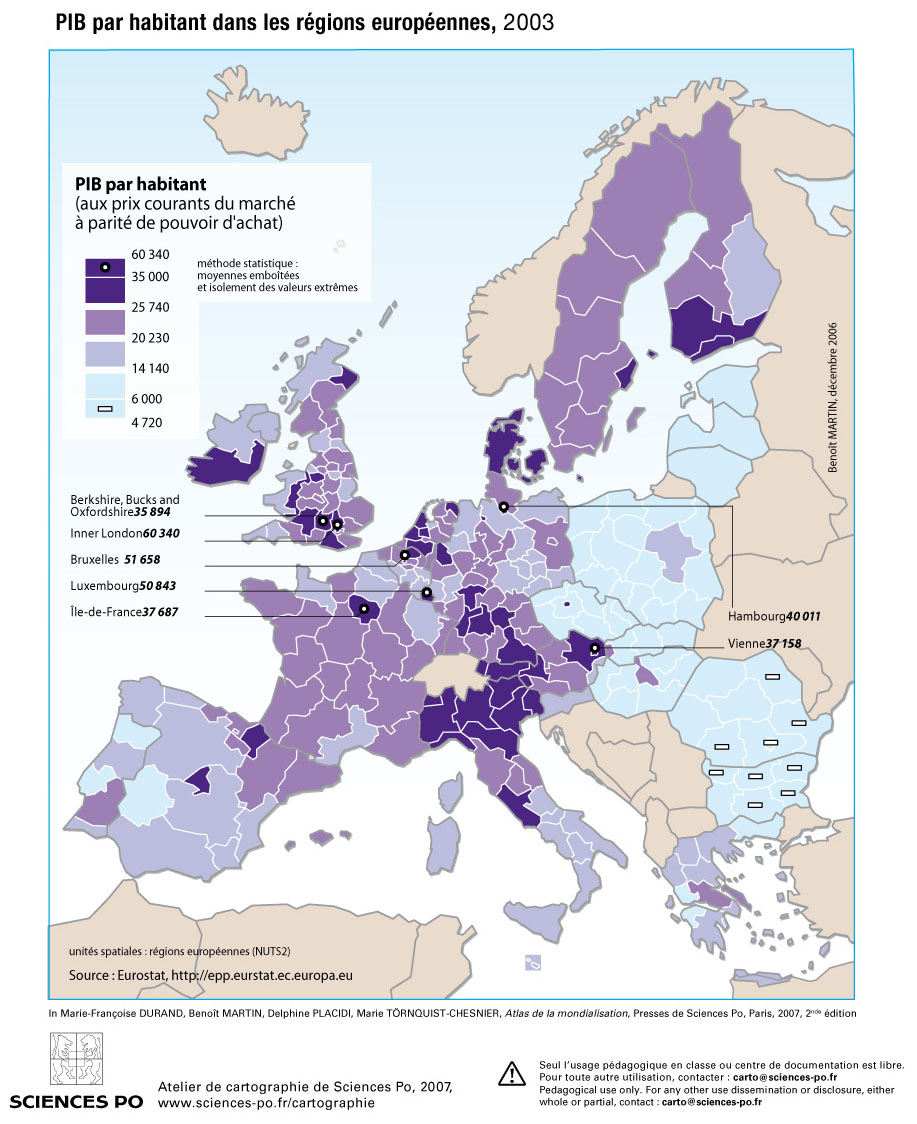 PIB par habitant dans les régions européennes, 2003
PIB par habitant
(aux prix courants du marché
à parité de pouvoir d'achat)
60 340
35 000
25 740
20 230
14 140
6 000
4 720
méthode statistique :
moyennes emboîtées
et isolement des valeurs extrêmes
Benoît MARTIN, décembre 2006
Berkshire, Bucks and
Oxfordshire35 894
Inner London60 340
Bruxelles 51 658
Luxembourg50 843
Île-de-France37 687
Hambourg40 011
Vienne37 158
unités spatiales : régions européennes (NUTS2)
Source : Eurostat, http://epp.eurstat.ec.europa.eu
In Marie-Françoise DURAND, Benoît MARTIN, Delphine PLACIDI, Marie TÖRNQUIST-CHESNIER, Atlas de la mondialisation, Presses de Sciences Po, Paris, 2007, 2nde édition
SCIENCES PO
Atelier de cartographie de Sciences Po, 2007,
www.sciences-po.fr/cartographie
Seul l'usage pédagogique en classe ou centre de documentation est libre.
Pour toute autre utilisation, contacter : carto@sciences-po.fr
Pedagogical use only. For any other use dissemination or disclosure, either
whole or partial, contact : carto@sciences-po.fr